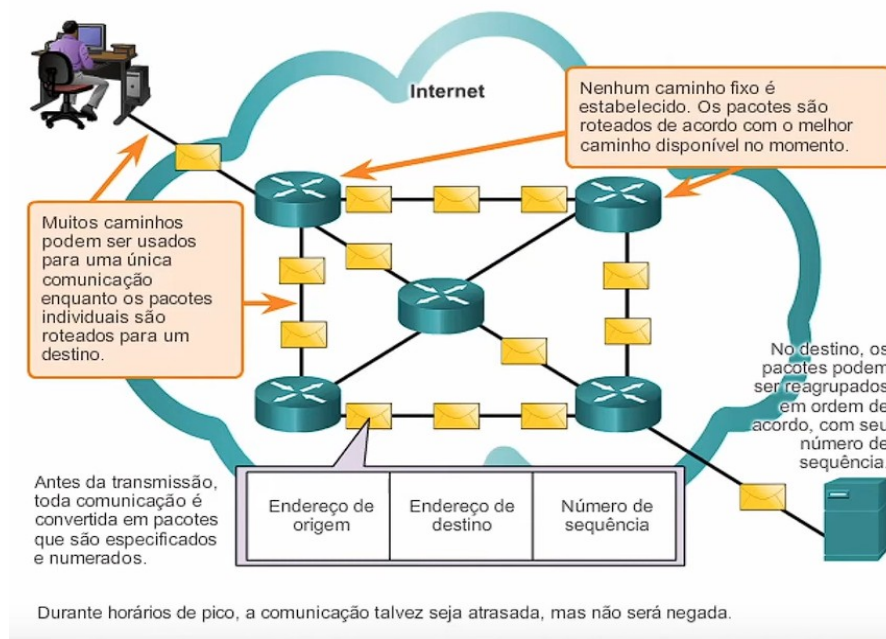 Internet
Nenhum caminho fixo é
estabelecido. Os pacotes são
roteados de acordo com o melhor
caminho disponível no momento.
Muitos caminhos
podem ser usados
para uma única
comunicação
enquanto os pacotes
individuais são
roteados para um
destino.
No destino, os
pacotes podem
ser reagrupados
em ordem de
acordo, com seu
número de
sequência.
Antes da transmissão,
toda comunicação é
convertida em pacotes
que são especificados
e numerados.
Endereço de
origem
Endereço de
destino
Número de
sequência
Durante horários de pico, a comunicação talvez seja atrasada, mas não será negada.